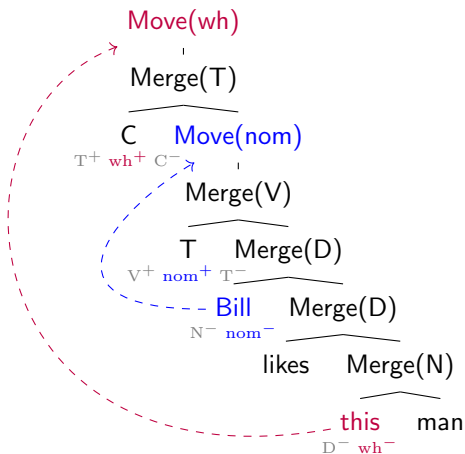 Move(wh)
Merge(T)
C Move(nom)
T⁺ wh⁺ C⁻
Merge(V)
T Merge(D)
V⁺ nom⁺ T⁻
Bill Merge(D)
N⁻ nom⁻
likes Merge(N)
this man
D⁻ wh⁻